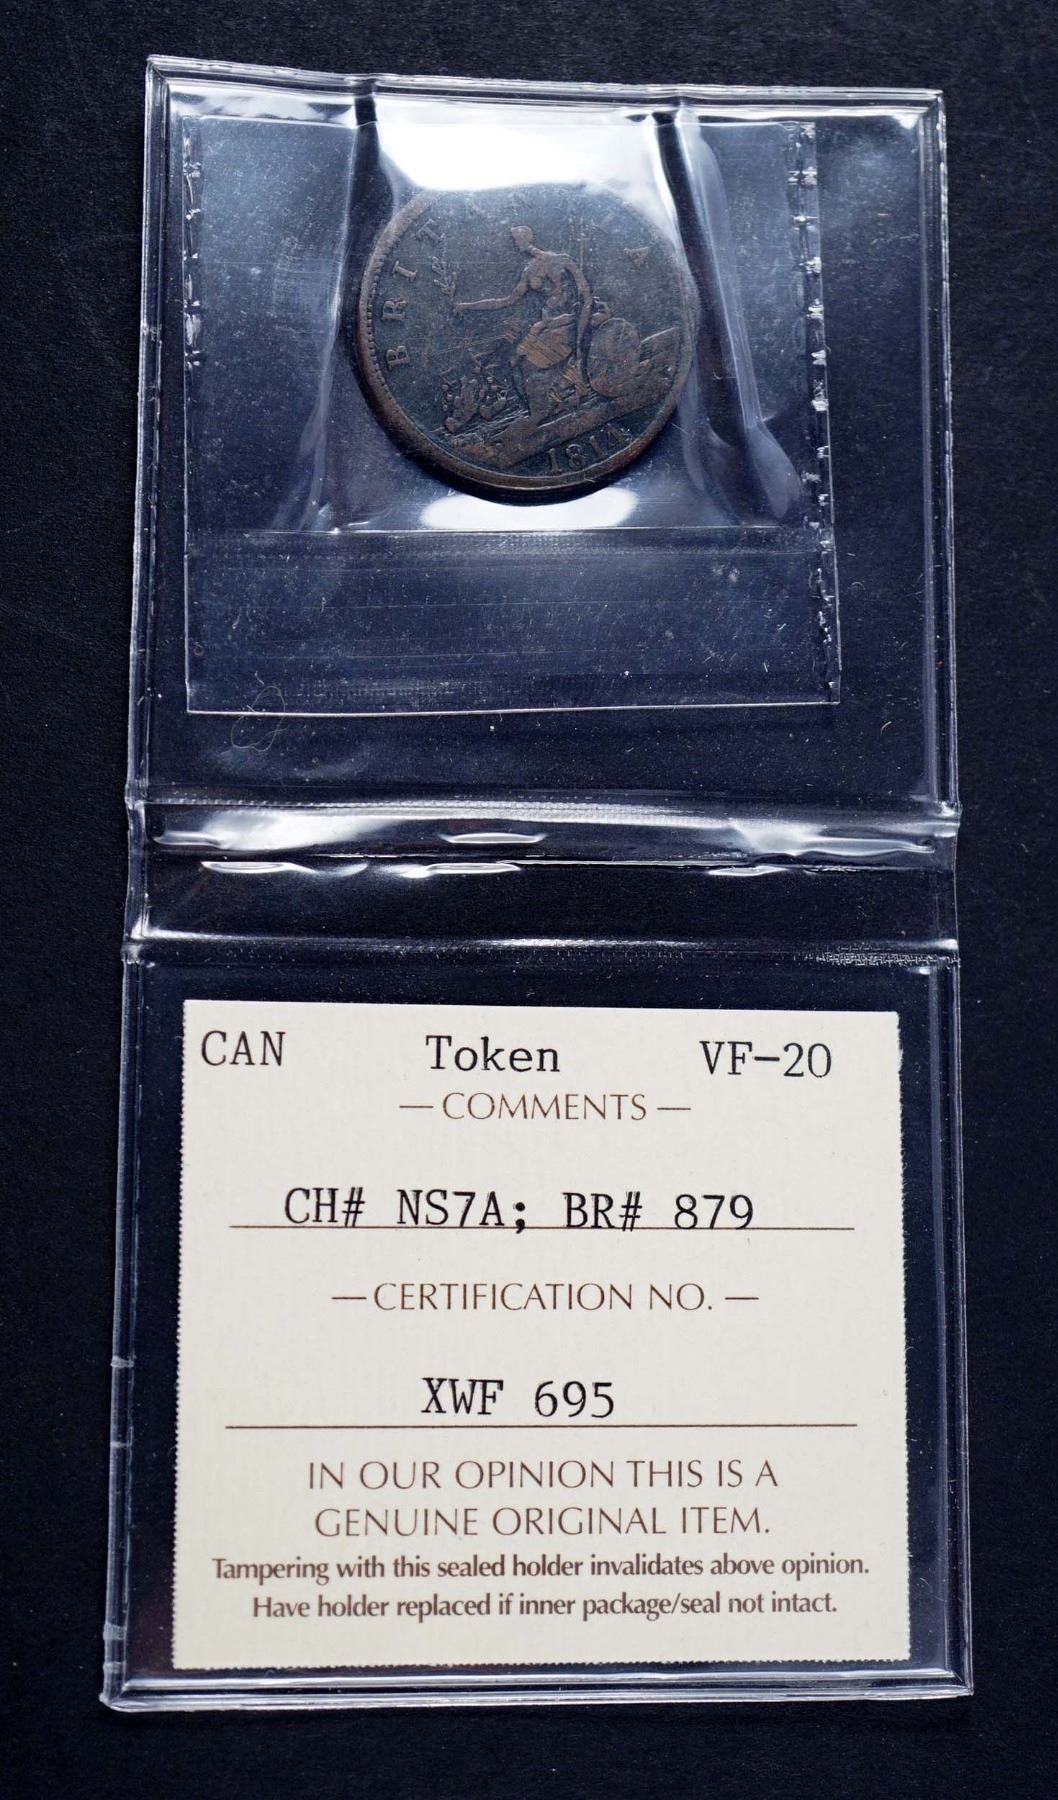 BRITANNIA
1814
CAN Token VF-20
— COMMENTS —
CH# NS7A; BR# 879
— CERTIFICATION NO. —
XWF 695
IN OUR OPINION THIS IS A
GENUINE ORIGINAL ITEM.
Tampering with this sealed holder invalidates above opinion.
Have holder replaced if inner package/seal not intact.